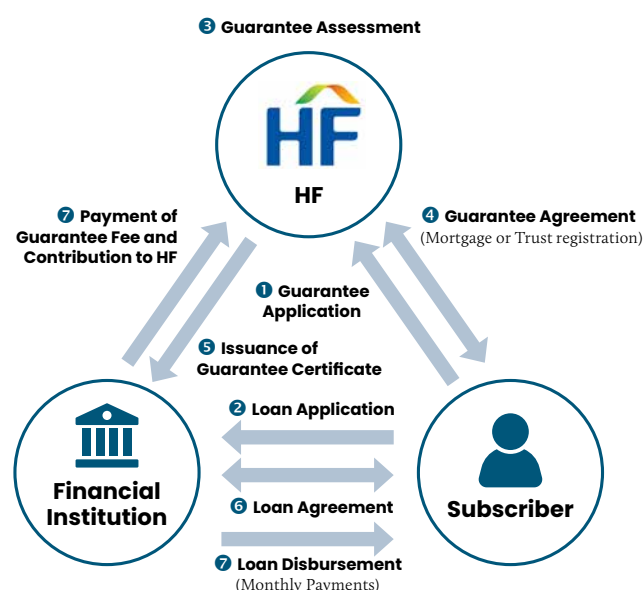 ❸ Guarantee Assessment
HF
HF
❼ Payment of
Guarantee Fee and
Contribution to HF
❹ Guarantee Agreement
(Mortgage or Trust registration)
❶ Guarantee
Application
❺ Issuance of
Guarantee Certificate
❷ Loan Application
Financial
Institution
Subscriber
❻ Loan Agreement
❼ Loan Disbursement
(Monthly Payments)